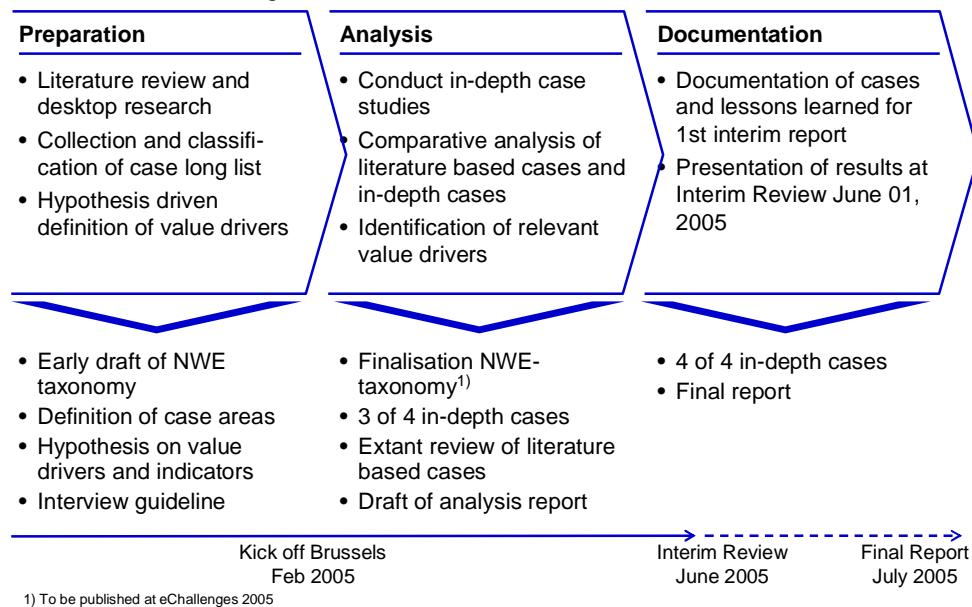 Preparation
• Literature review and
desktop research
• Collection and classifi-
cation of case long list
• Hypothesis driven
definition of value drivers
Analysis
• Conduct in-depth case
studies
• Comparative analysis of
literature based cases and
in-depth cases
• Identification of relevant
value drivers
Documentation
• Documentation of cases
and lessons learned for
1st interim report
• Presentation of results at
Interim Review June 01,
2005
• Early draft of NWE
taxonomy
• Definition of case areas
• Hypothesis on value
drivers and indicators
• Interview guideline
• Finalisation NWE-
taxonomy1)
• 3 of 4 in-depth cases
• Extant review of literature
based cases
• Draft of analysis report
• 4 of 4 in-depth cases
• Final report
Kick off Brussels
Feb 2005
Interim Review
June 2005
Final Report
July 2005
1) To be published at eChallenges 2005